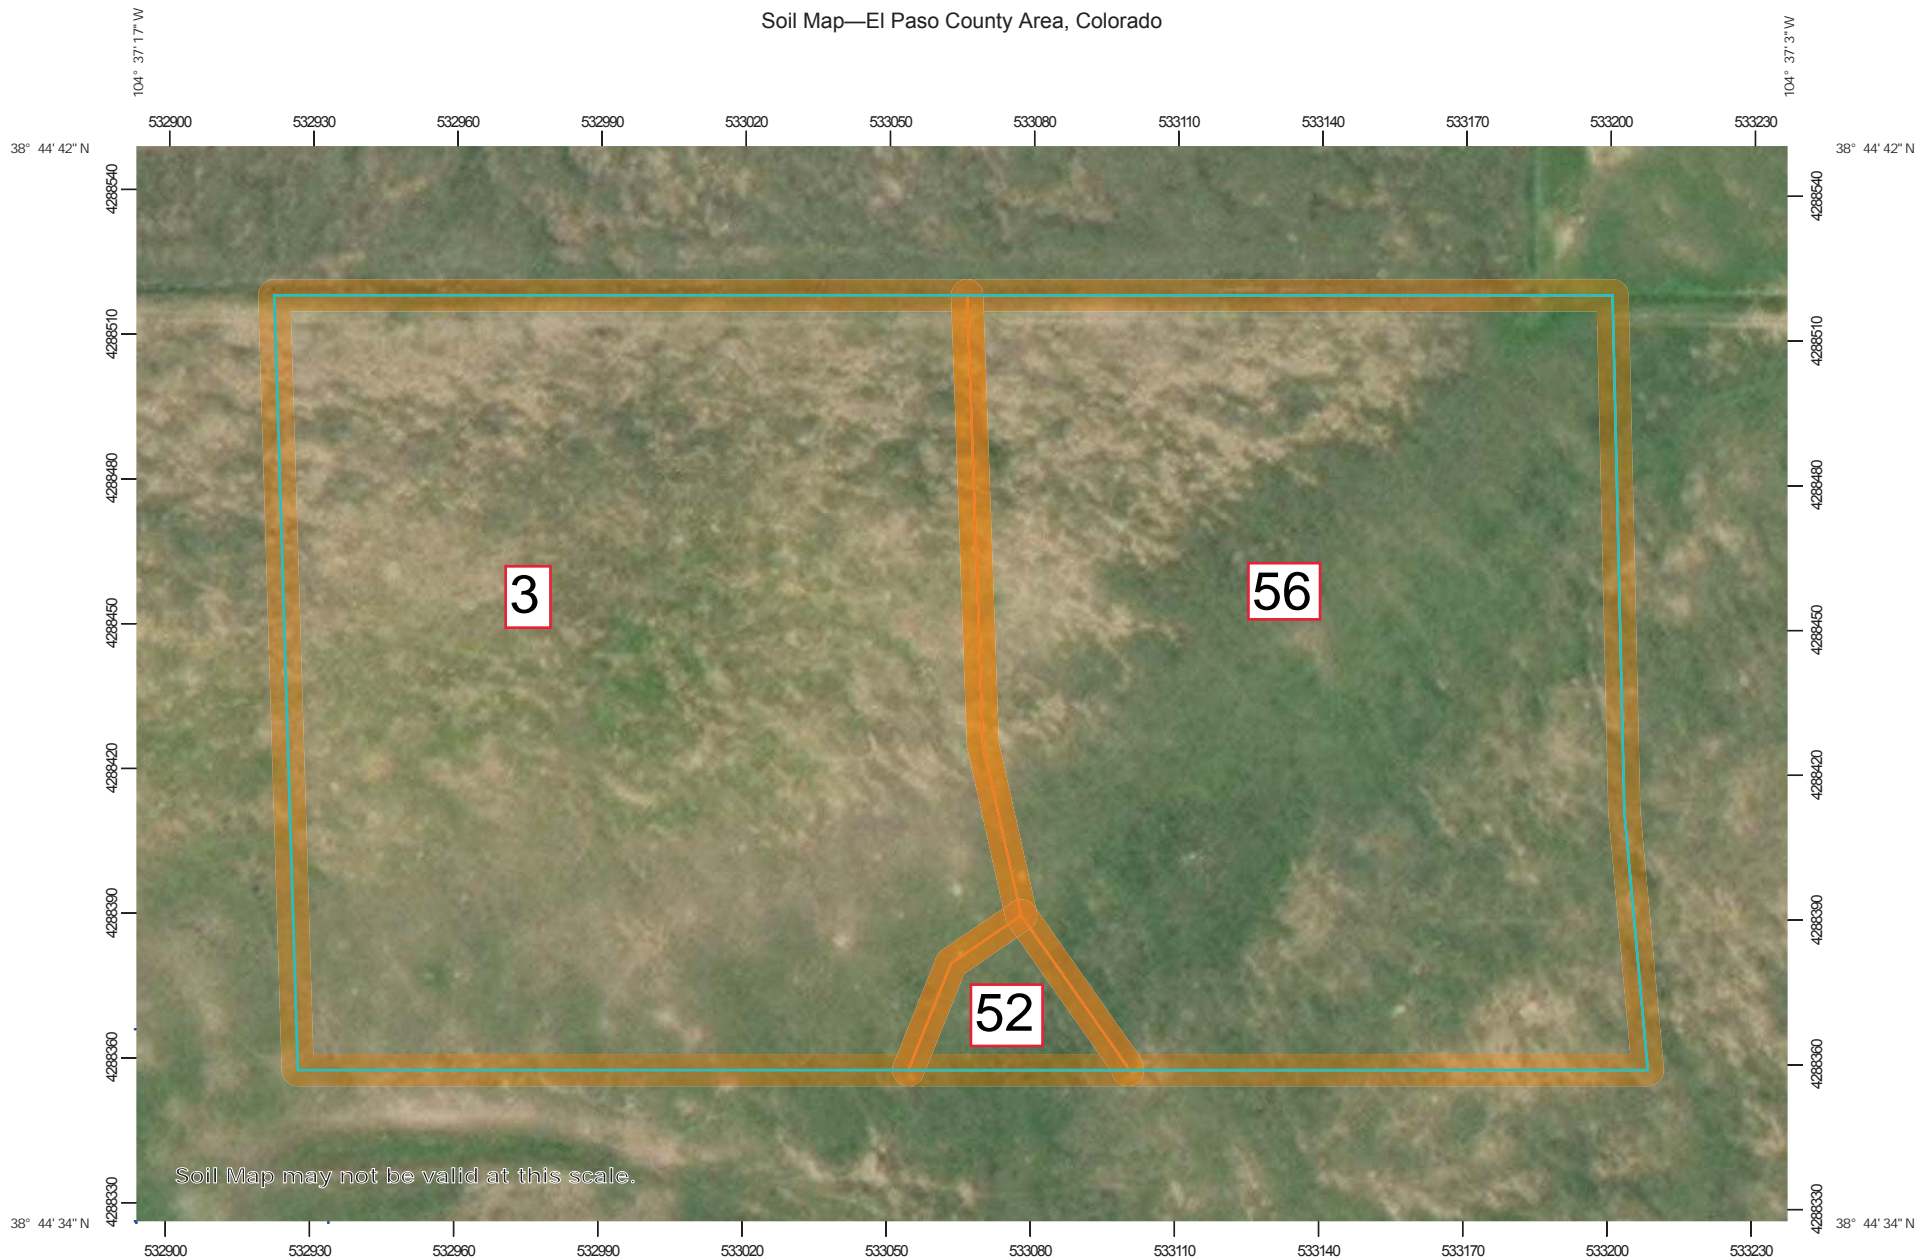 Soil Map—El Paso County Area, Colorado
104° 37' 17" W
104° 37' 3" W
532900 532930 532960 532990 533020 533050 533080 533110 533140 533170 533200 533230
38° 44' 42" N
38° 44' 42" N
4288540
4288540
4288510
4288510
4288480
4288480
3
56
4288450
4288450
4288420
4288420
4288390
4288390
52
4288360
4288360
Soil Map may not be valid at this scale.
4288330
4288330
38° 44' 34" N
38° 44' 34" N
532900 532930 532960 532990 533020 533050 533080 533110 533140 533170 533200 533230